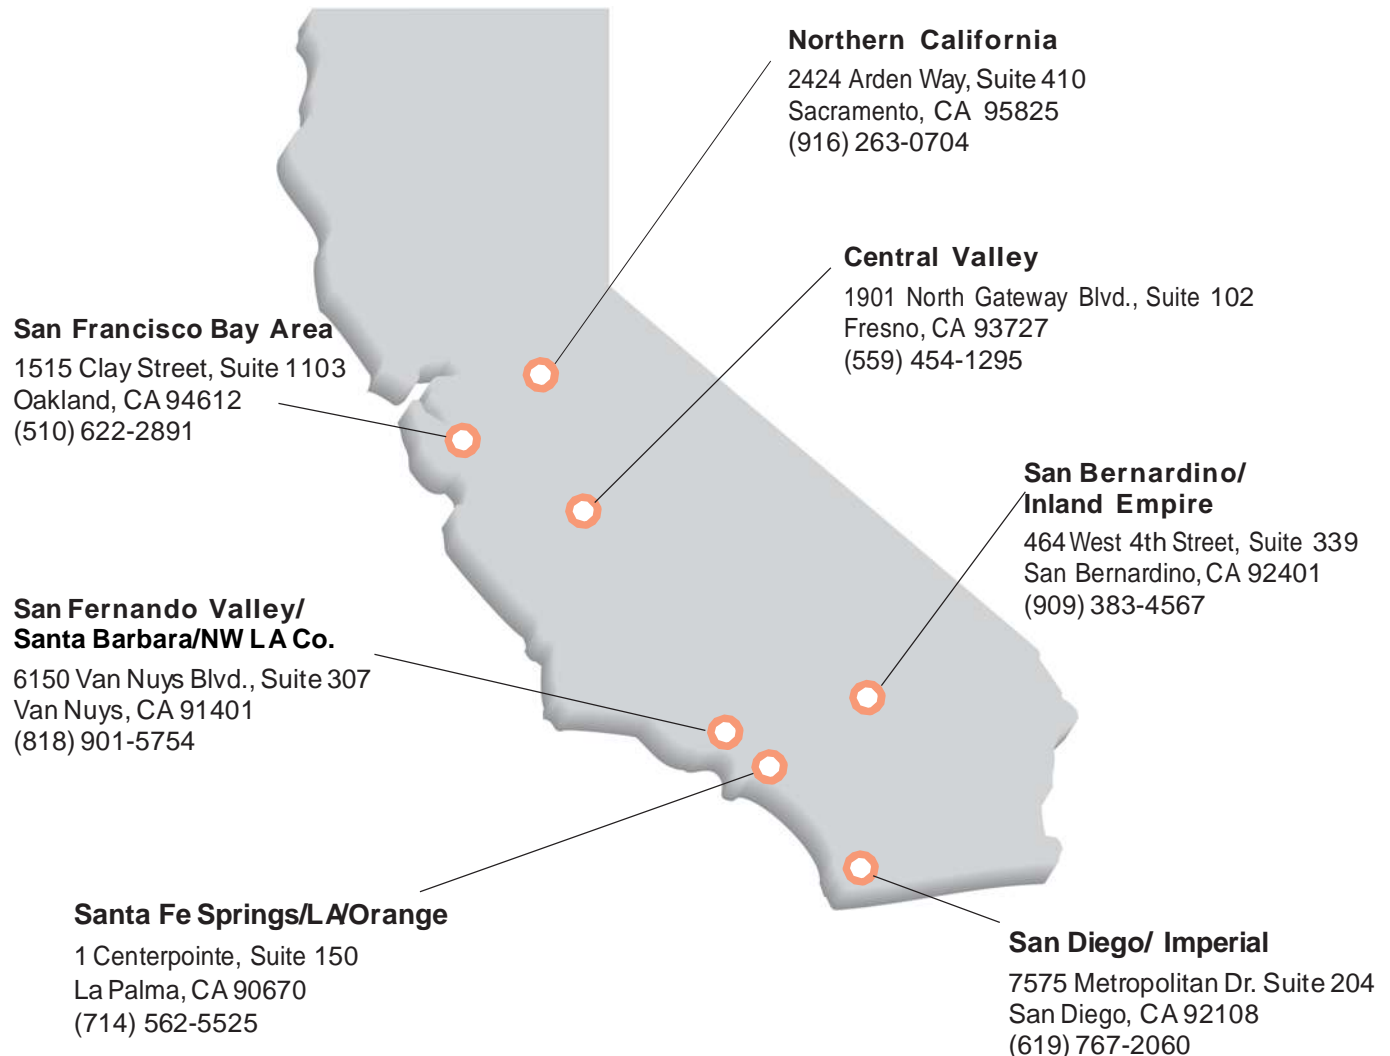 Northern California
2424 Arden Way, Suite 410
Sacramento, CA 95825
(916) 263-0704
Central Valley
1901 North Gateway Blvd., Suite 102
Fresno, CA 93727
(559) 454-1295
San Francisco Bay Area
1515 Clay Street, Suite 1103
Oakland, CA 94612
(510) 622-2891
San Bernardino/
Inland Empire
464 West 4th Street, Suite 339
San Bernardino, CA 92401
(909) 383-4567
San Fernando Valley/
Santa Barbara/NW LA Co.
6150 Van Nuys Blvd., Suite 307
Van Nuys, CA 91401
(818) 901-5754
Santa Fe Springs/LA/Orange
1 Centerpointe, Suite 150
La Palma, CA 90670
(714) 562-5525
San Diego/ Imperial
7575 Metropolitan Dr. Suite 204
San Diego, CA 92108
(619) 767-2060